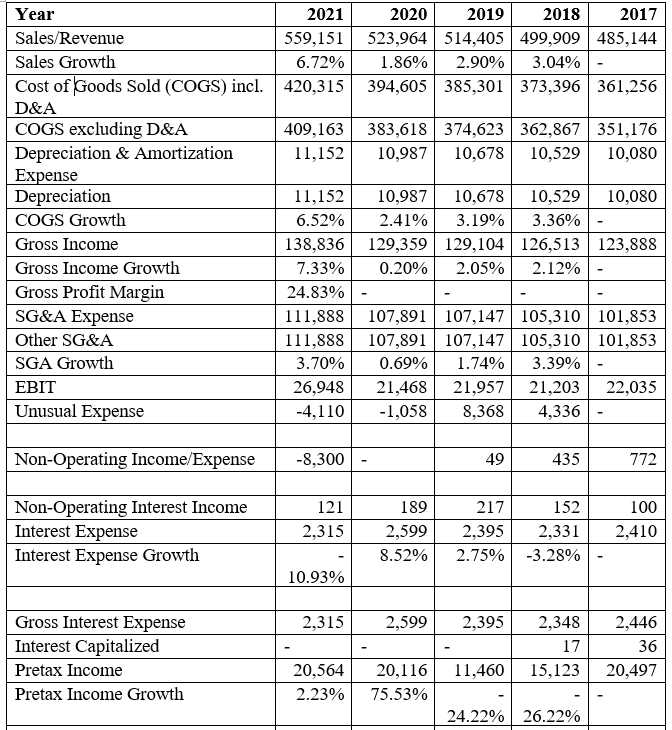 Year 2021 2020 2019 2018 2017
Sales/Revenue 559,151 523,964 514,405 499,909 485,144
Sales Growth 6.72% 1.86% 2.90% 3.04% -
Cost of Goods Sold (COGS) incl. 420,315 394,605 385,301 373,396 361,256
D&A
COGS excluding D&A 409,163 383,618 374,623 362,867 351,176
Depreciation & Amortization 11,152 10,987 10,678 10,529 10,080
Expense
Depreciation 11,152 10,987 10,678 10,529 10,080
COGS Growth 6.52% 2.41% 3.19% 3.36% -
Gross Income 138,836 129,359 129,104 126,513 123,888
Gross Income Growth 7.33% 0.20% 2.05% 2.12% -
Gross Profit Margin 24.83% - - - -
SG&A Expense 111,888 107,891 107,147 105,310 101,853
Other SG&A 111,888 107,891 107,147 105,310 101,853
SGA Growth 3.70% 0.69% 1.74% 3.39% -
EBIT 26,948 21,468 21,957 21,203 22,035
Unusual Expense -4,110 -1,058 8,368 4,336 -
Non-Operating Income/Expense -8,300 - 49 435 772
Non-Operating Interest Income 121 189 217 152 100
Interest Expense 2,315 2,599 2,395 2,331 2,410
Interest Expense Growth - 8.52% 2.75% -3.28% -
10.93%
Gross Interest Expense 2,315 2,599 2,395 2,348 2,446
Interest Capitalized - - - 17 36
Pretax Income 20,564 20,116 11,460 15,123 20,497
Pretax Income Growth 2.23% 75.53% - - -
24.22% 26.22%